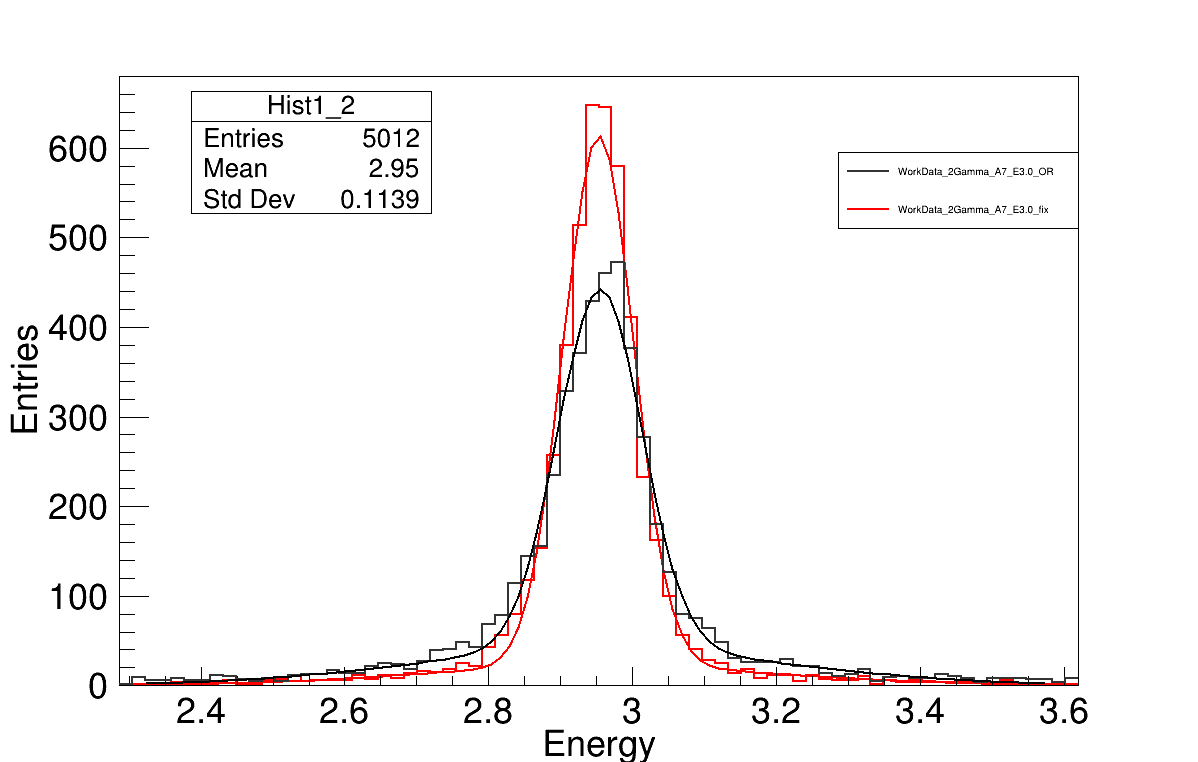 Hist1_2
Entries 5012
Mean 2.95
Std Dev 0.1139
WorkData_2Gamma_A7_E3.0_OR
WorkData_2Gamma_A7_E3.0_fix
Entries
600
500
400
300
200
100
0
2.4 2.6 2.8 3 3.2 3.4 3.6
Energy